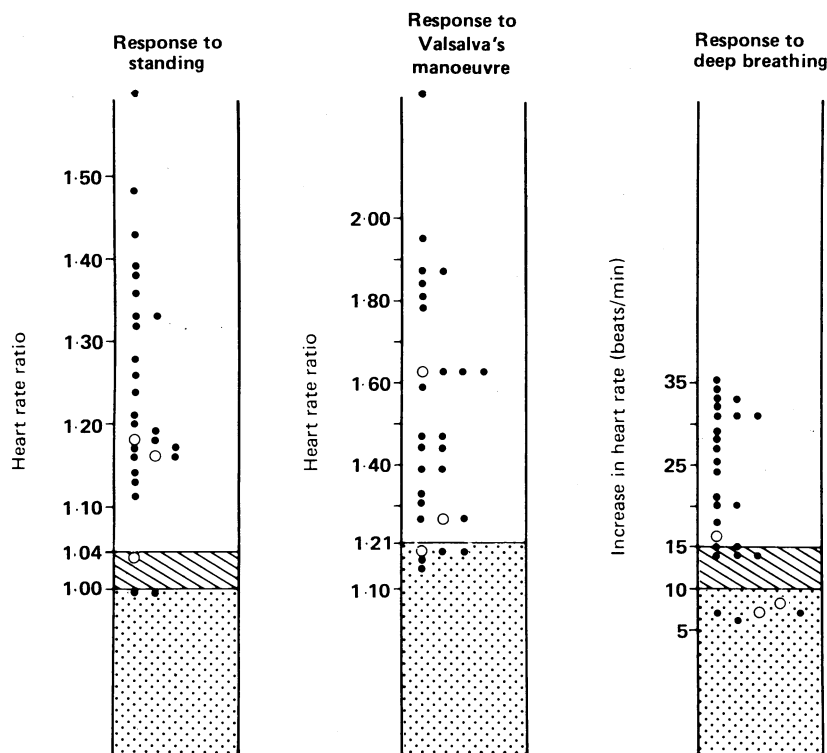 Response to
standing
Heart rate ratio
1·50
1·40
1·30
1·20
1·10
1·04
1·00
Response to
Valsalva's
manoeuvre
Heart rate ratio
2·00
1·80
1·60
1·40
1·21
1·10
Response to
deep breathing
Increase in heart rate (beats/min)
35
25
15
10
5